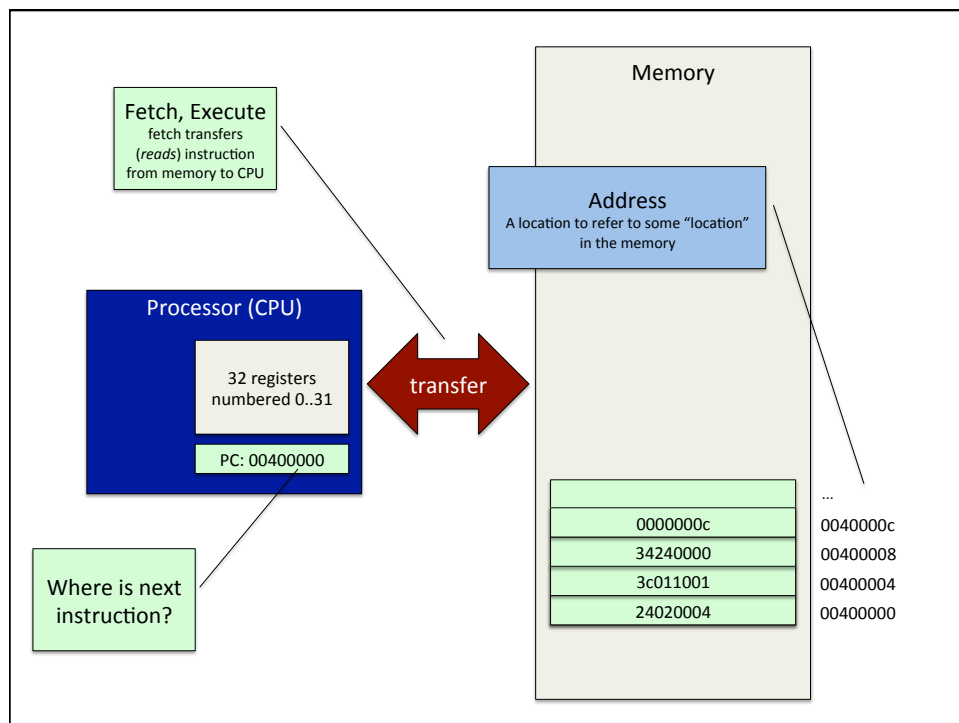 Memory
Fetch, Execute
fetch transfers
(reads) instruction
from memory to CPU
Address
A location to refer to some “location”
in the memory
Processor (CPU)
32 registers
numbered 0..31
transfer
PC: 00400000
...
0000000c 0040000c
34240000 00400008
3c011001 00400004
24020004 00400000
Where is next
instruction?